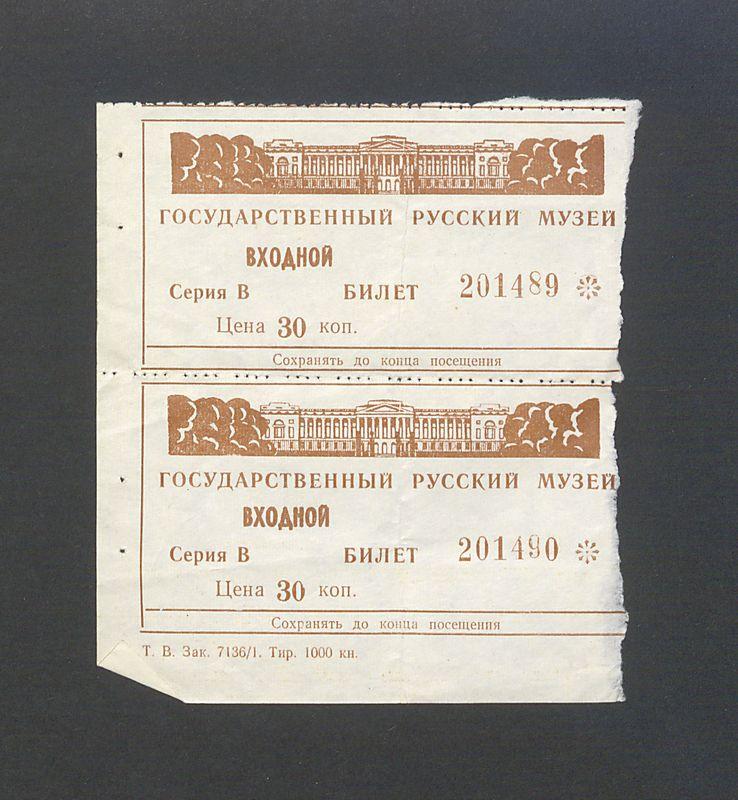 ГОСУДАРСТВЕННЫЙ РУССКИЙ МУЗЕЙ
ВХОДНОЙ
Серия В БИЛЕТ 201489
Цена 30 коп.
Сохранять до конца посещения
ГОСУДАРСТВЕННЫЙ РУССКИЙ МУЗЕЙ
ВХОДНОЙ
Серия В БИЛЕТ 201490
Цена 30 коп.
Сохранять до конца посещения
Т. В. Зак. 7136/1. Тир. 1000 кн.